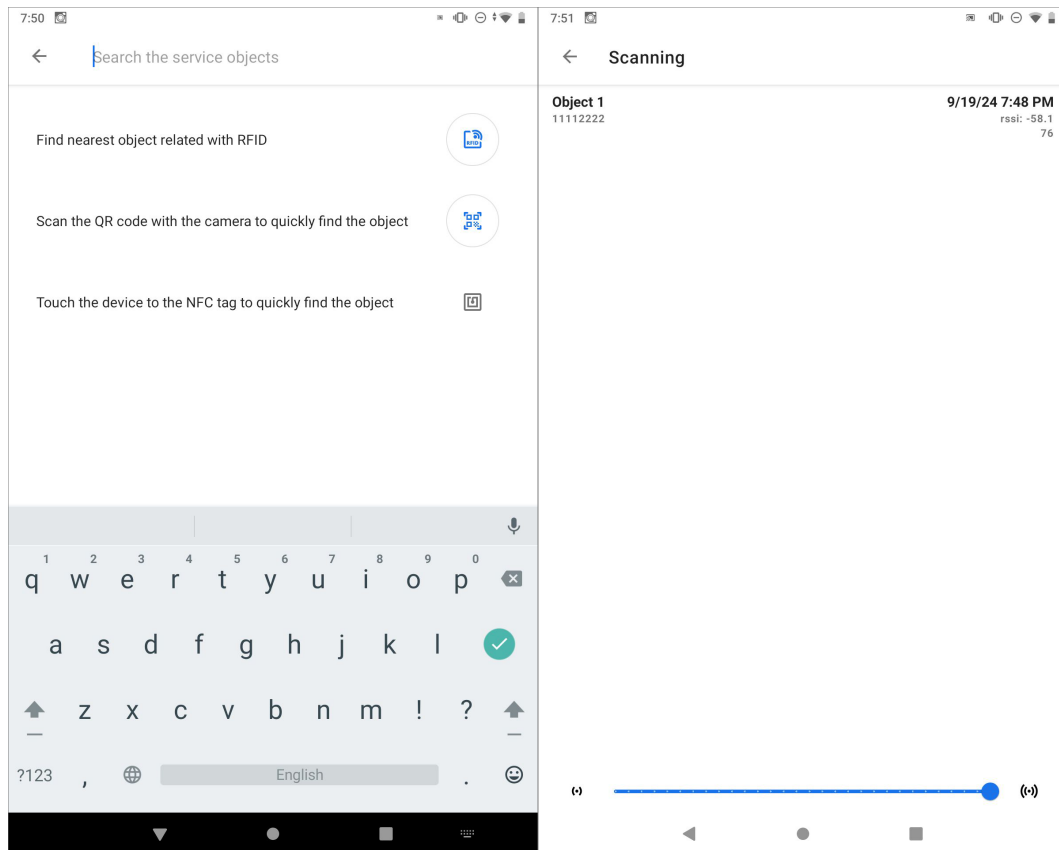 7:50
Search the service objects
Find nearest object related with RFID
RFID
Scan the QR code with the camera to quickly find the object
Touch the device to the NFC tag to quickly find the object
1 2 3 4 5 6 7 8 9 0
q w e r t y u i o p
a s d f g h j k l
z x c v b n m ! ?
?123 , English .
7:51
Scanning
Object 1 9/19/24 7:48 PM
11112222 rssi: -58.1
76